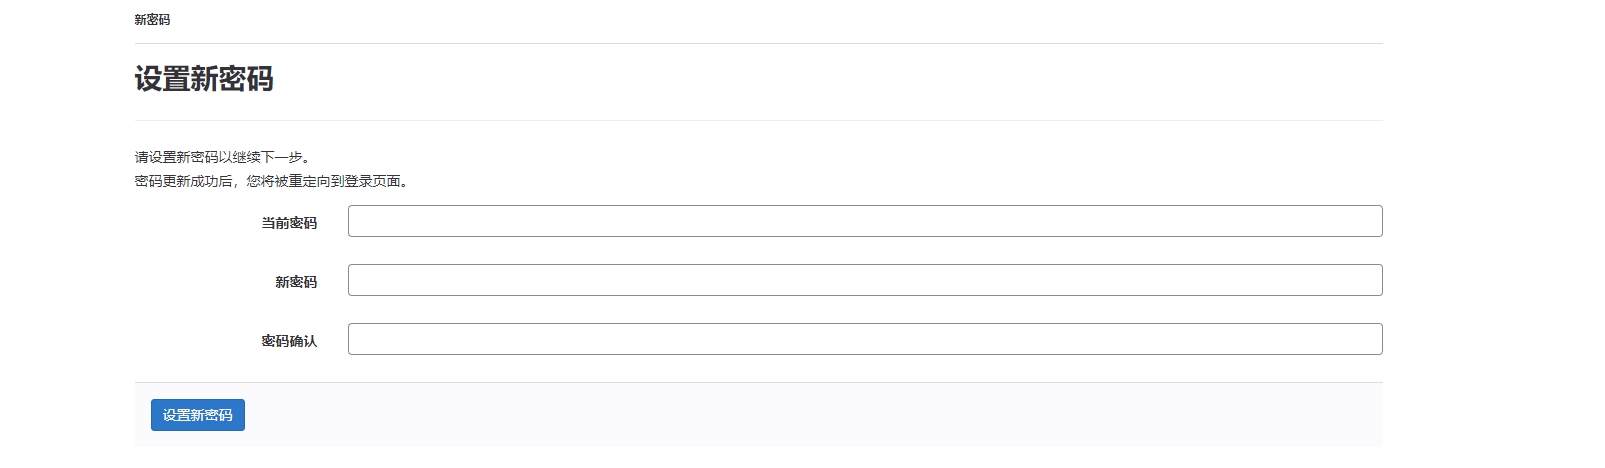 新密码
设置新密码
请设置新密码以继续下一步。
密码更新成功后，您将被重定向到登录页面。
当前密码
新密码
密码确认
设置新密码